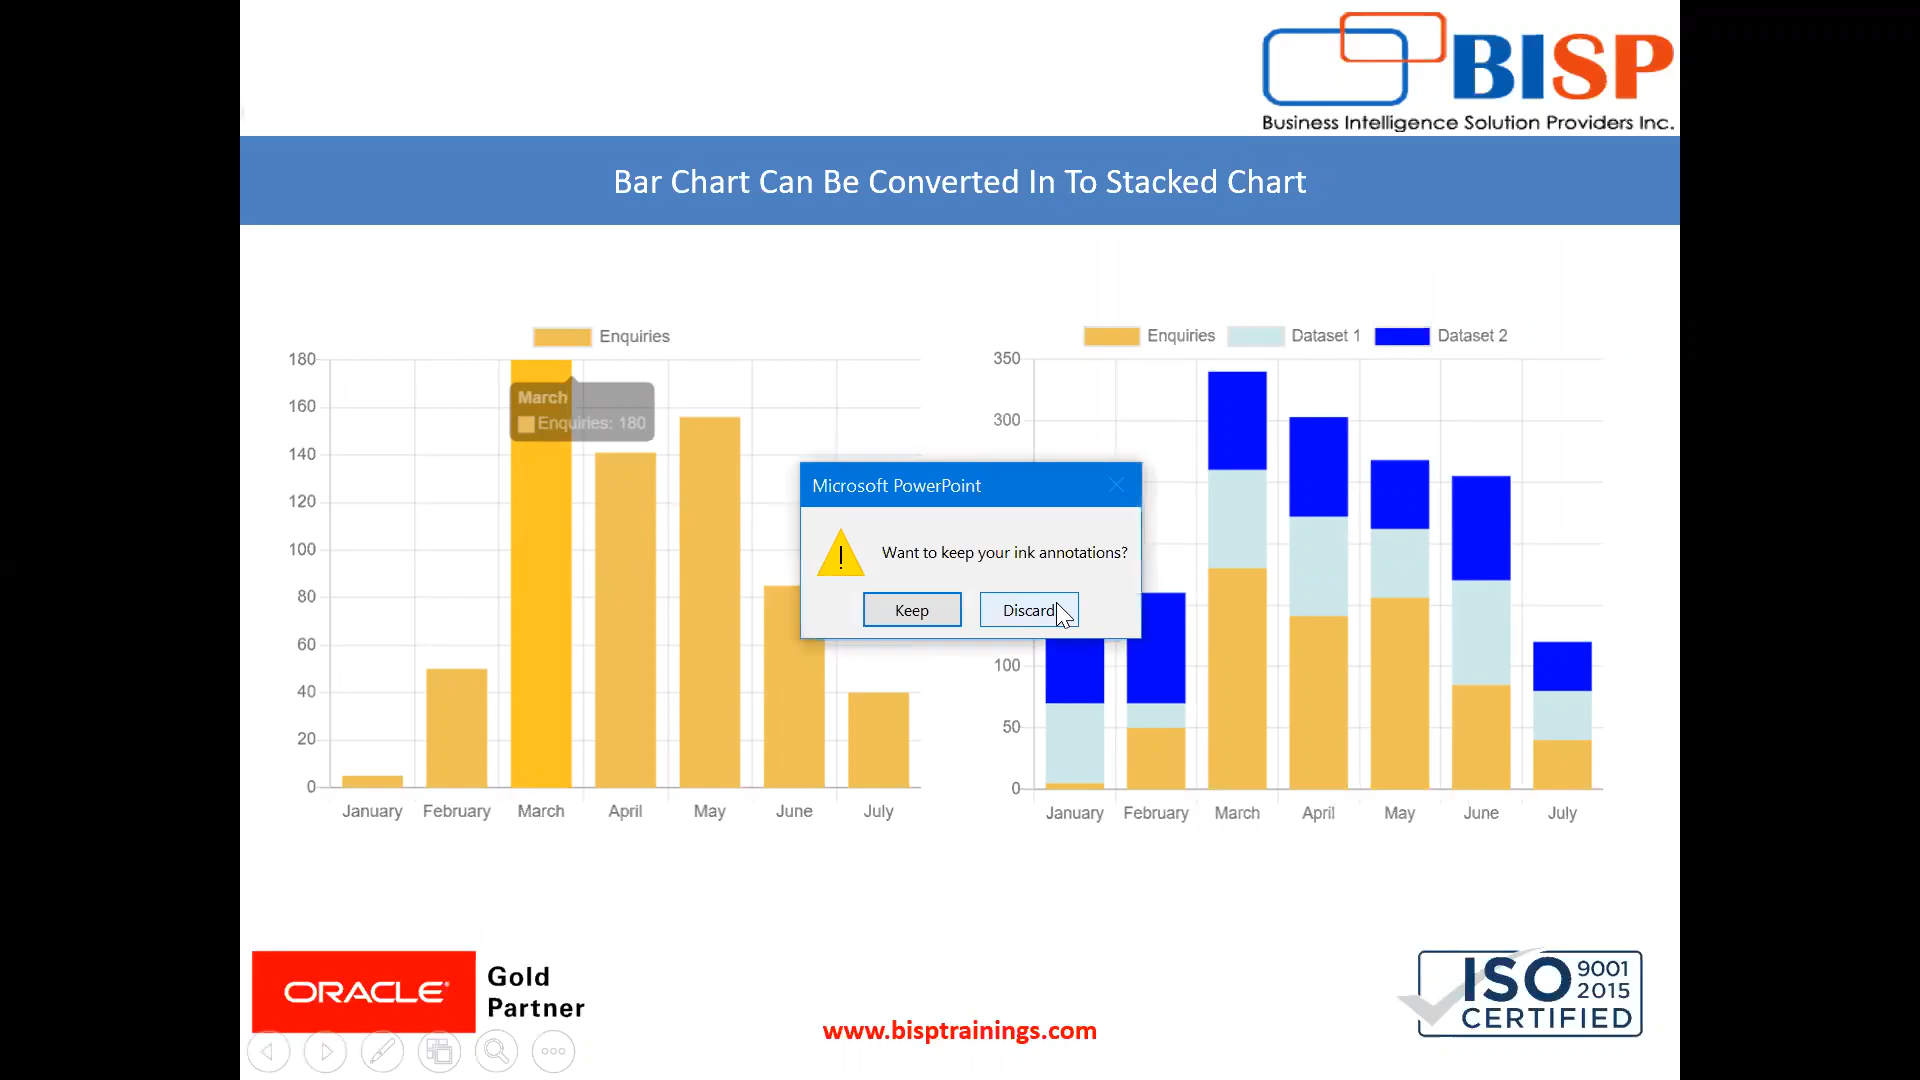 BISP
Business Intelligence Solution Providers Inc.
Bar Chart Can Be Converted In To Stacked Chart
Enquiries
180
160
140
120
100
80
60
40
20
0
March
Enquiries: 180
January February March April May June July
Enquiries Dataset 1 Dataset 2
350
300
100
50
0
January February March April May June July
Microsoft PowerPoint
Want to keep your ink annotations?
Keep Discard
ORACLE
Gold
Partner
www.bisptrainings.com
ISO 9001
2015
CERTIFIED